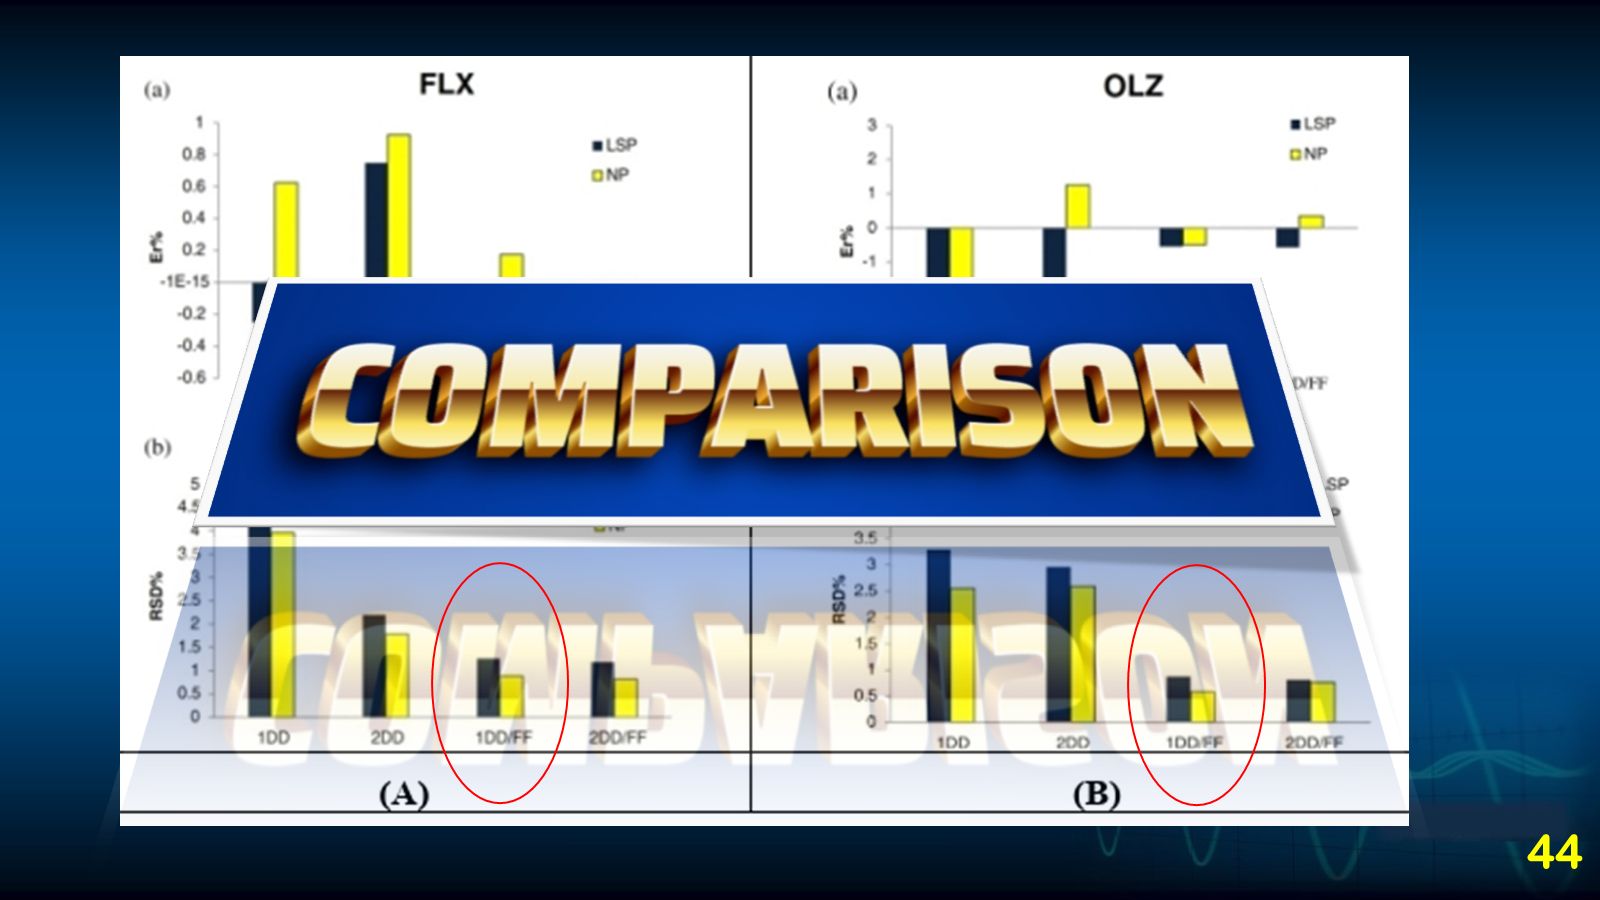 (a)
FLX
1
0.8
0.6
0.4
0.2
-1E-15
-0.2
-0.4
-0.6
Er%
LSP
NP
(a)
OLZ
3
2
1
0
-1
Er%
LSP
NP
D/FF
COMPARISON
(b)
5
4.5
4
3.5
3
2.5
2
1.5
1
0.5
0
RSD%
1DD
2DD
1DD/FF
2DD/FF
SP
P
3.5
3
2.5
2
1.5
1
0.5
0
RSD%
1DD
2DD
1DD/FF
2DD/FF
(A)
(B)
44